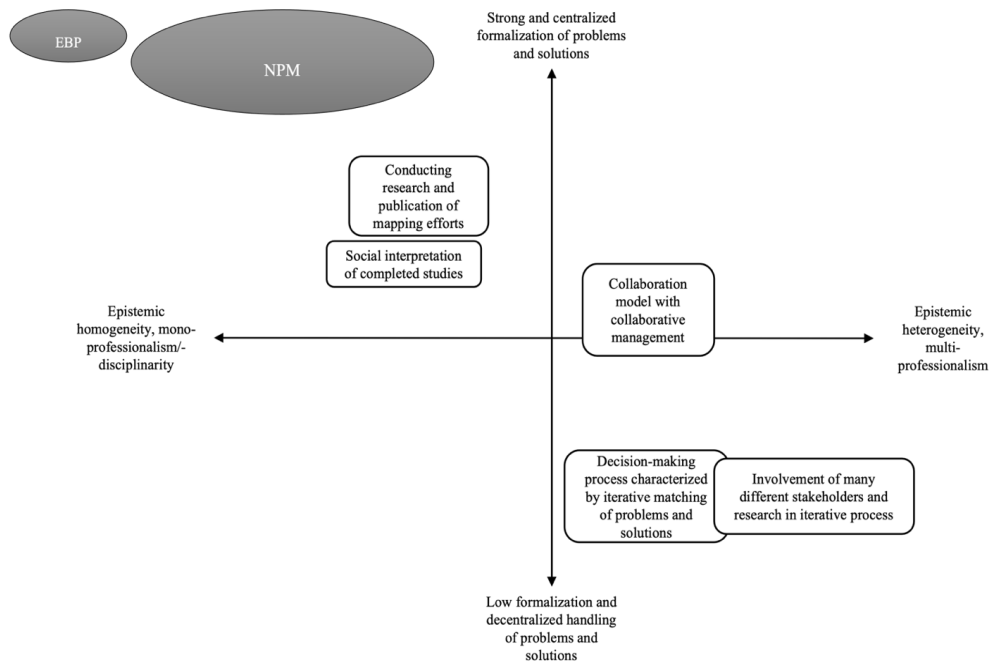 Strong and centralized
formalization of problems
and solutions
EBP
NPM
Conducting
research and
publication of
mapping efforts
Social interpretation
of completed studies
Collaboration
model with
collaborative
management
Epistemic
homogeneity, mono-
professionalism/-
disciplinarity
Epistemic
heterogeneity,
multi-
professionalism
Decision-making
process characterized
by iterative matching
of problems and
solutions
Involvement of many
different stakeholders and
research in iterative process
Low formalization and
decentralized handling
of problems and
solutions